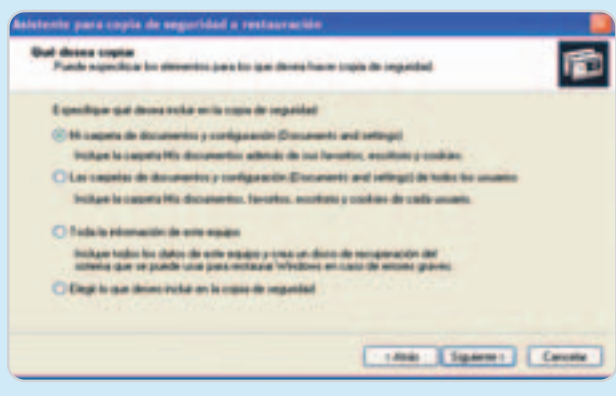 Asistente para copia de seguridad o restauración
Qué desea copiar
Puede especificar los elementos para los que desea hacer copia de seguridad.
Especifique qué desea incluir en la copia de seguridad:
Mi carpeta de documentos y configuración (Documents and settings)
Incluye la carpeta Mis documentos además de sus favoritos, escritorio y cookies.
Las carpetas de documentos y configuración (Documents and settings) de todos los usuarios
Incluye la carpeta Mis documentos, favoritos, escritorio y cookies de cada usuario.
Toda la información de este equipo
Incluye todos los datos de este equipo y crea un disco de recuperación del
sistema que se puede usar para restaurar Windows en caso de errores graves.
Elegir lo que deseo incluir en la copia de seguridad
< Atrás
Siguiente >
Cancelar